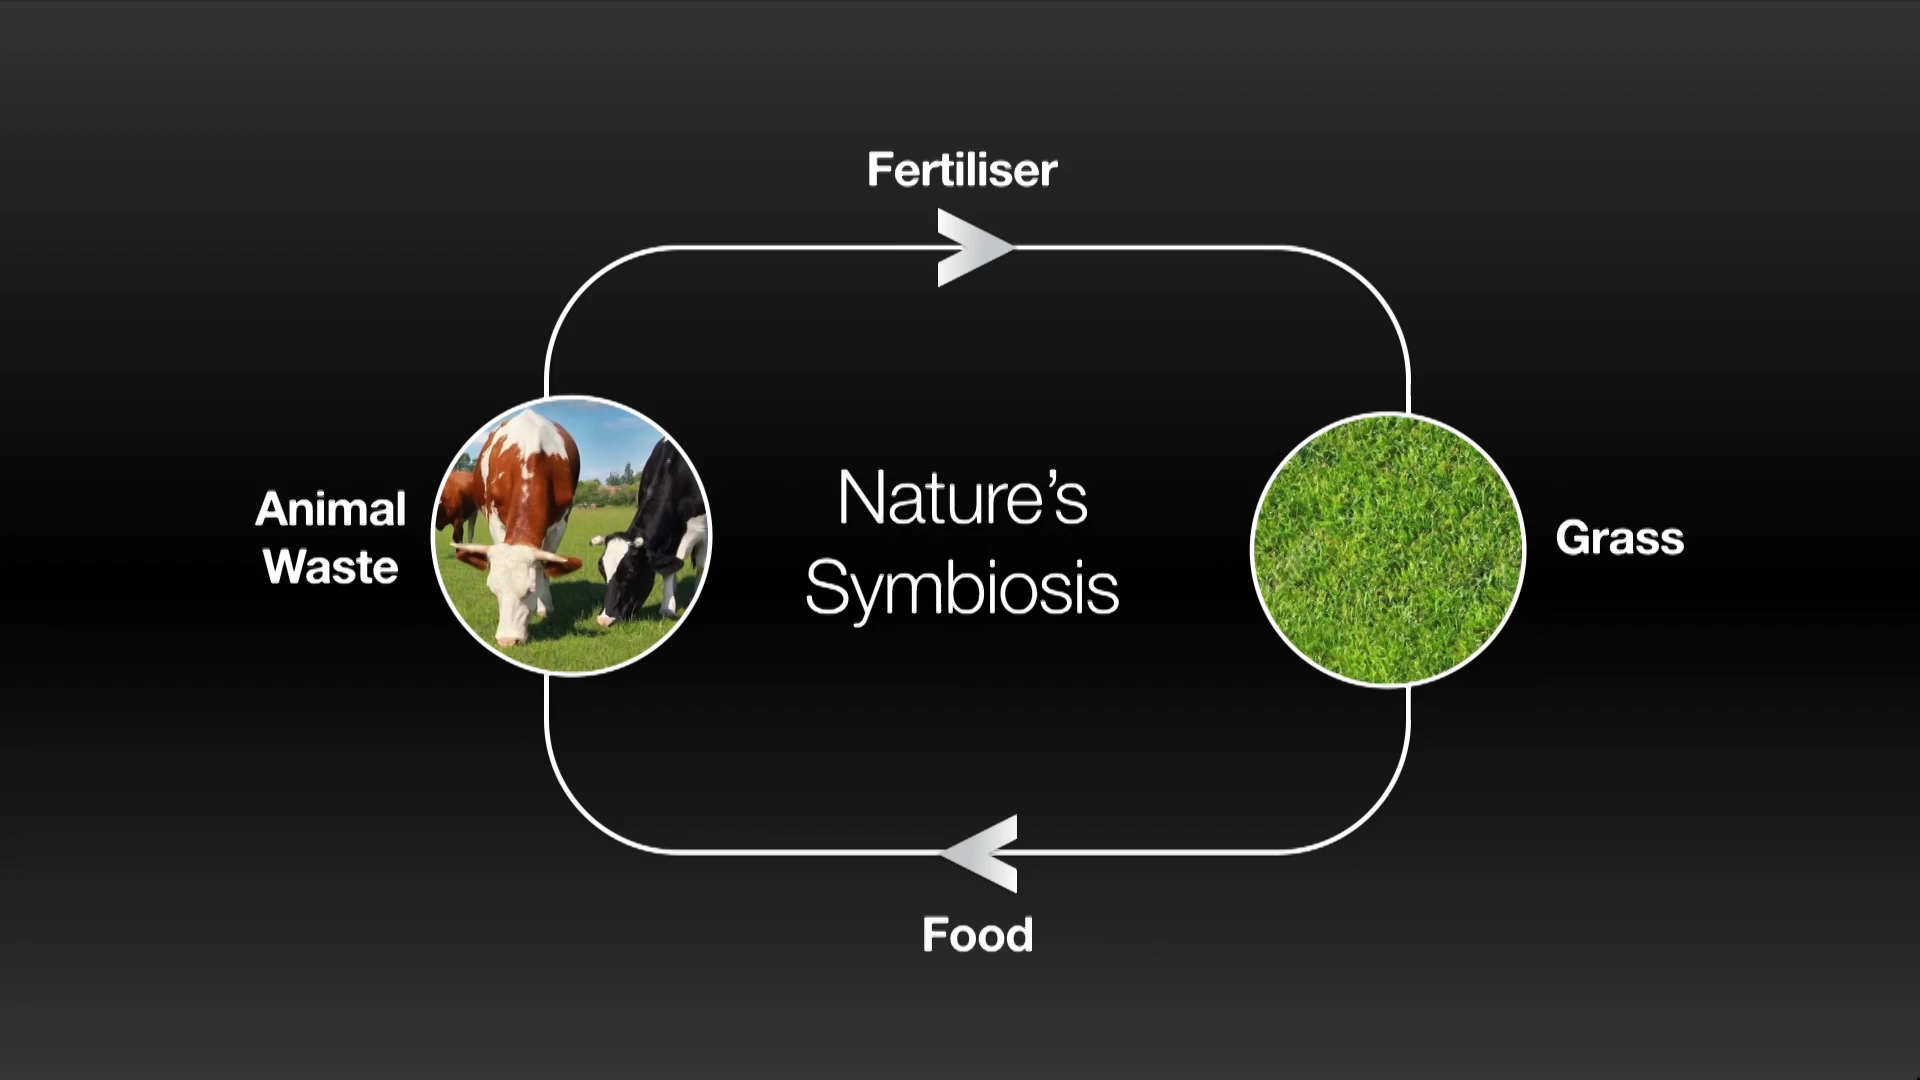 Fertiliser
Animal
Waste
Nature's
Symbiosis
Grass
Food